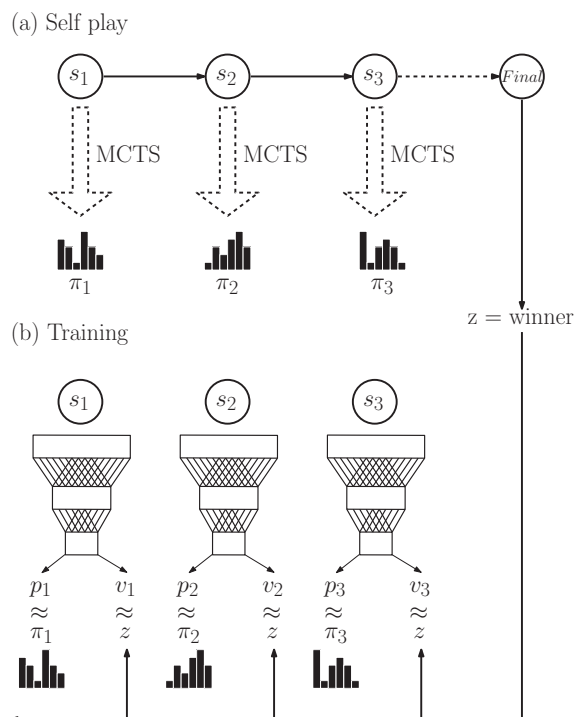 (a) Self play
s1 s2 s3 Final
MCTS MCTS MCTS
π1 π2 π3
z = winner
(b) Training
s1 s2 s3
p1 v1 p2 v2 p3 v3
≈ ≈ ≈ ≈ ≈ ≈
π1 z π2 z π3 z